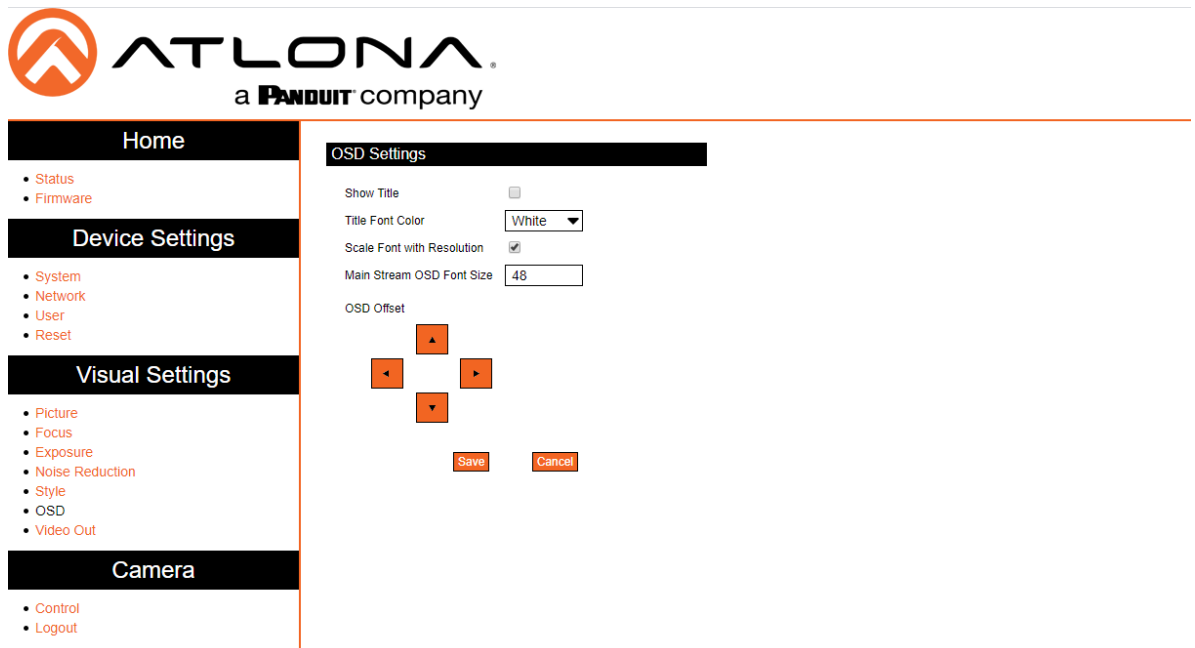 ATLONA®
a PANDUIT™ company
Home
Status
Firmware
Device Settings
System
Network
User
Reset
Visual Settings
Picture
Focus
Exposure
Noise Reduction
Style
OSD
Video Out
Camera
Control
Logout
OSD Settings
Show Title
Title Font Color White
Scale Font with Resolution
Main Stream OSD Font Size 48
OSD Offset
Save Cancel